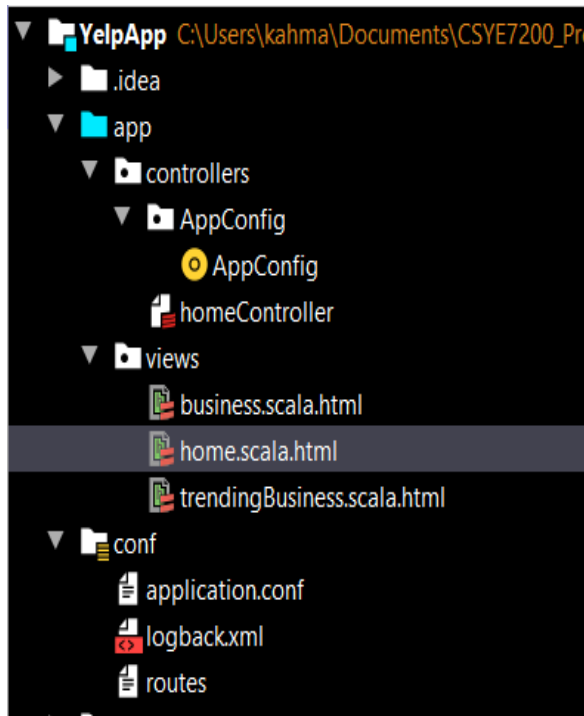 YelpApp C:\Users\kahma\Documents\CSYE7200_Pr
.idea
app
controllers
AppConfig
AppConfig
homeController
views
business.scala.html
home.scala.html
trendingBusiness.scala.html
conf
application.conf
logback.xml
routes